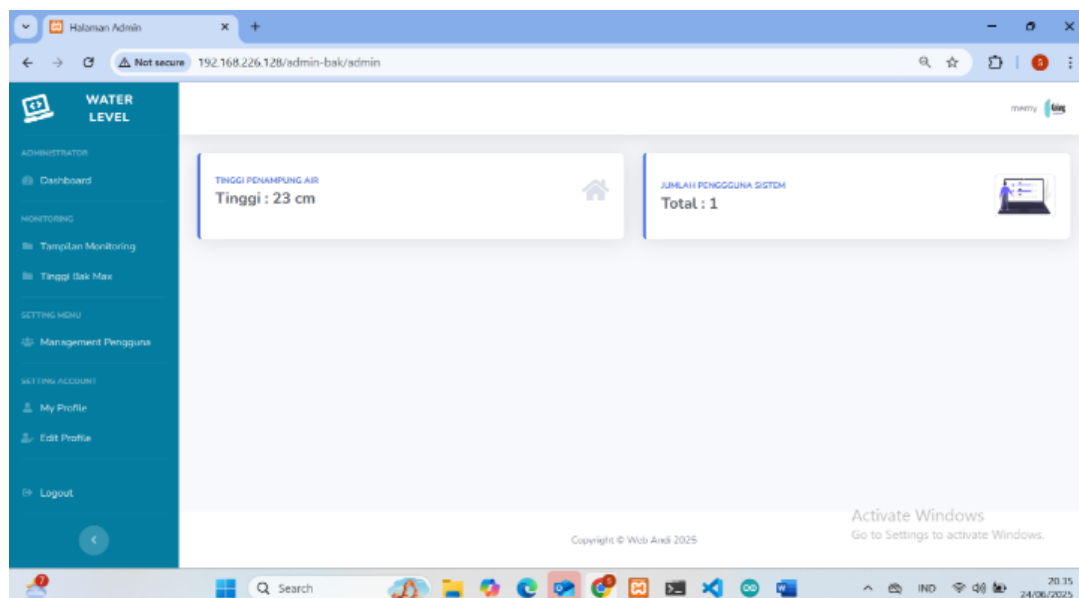 Halaman Admin
Not secure 192.168.226.128/admin-bak/admin
WATER
LEVEL
memy
ADMINISTRATOR
Dashboard
MONITORING
Tampilan Monitoring
Tinggi Bak Max
SETTING MENU
Management Pengguna
SETTING ACCOUNT
My Profile
Edit Profile
Logout
TINGGI PENAMPUNG AIR
Tinggi : 23 cm
JUMLAH PENGGGUNA SISTEM
Total : 1
Copyright © Web Andi 2025
Activate Windows
Go to Settings to activate Windows.
Search
IND
20.35
24/06/2025